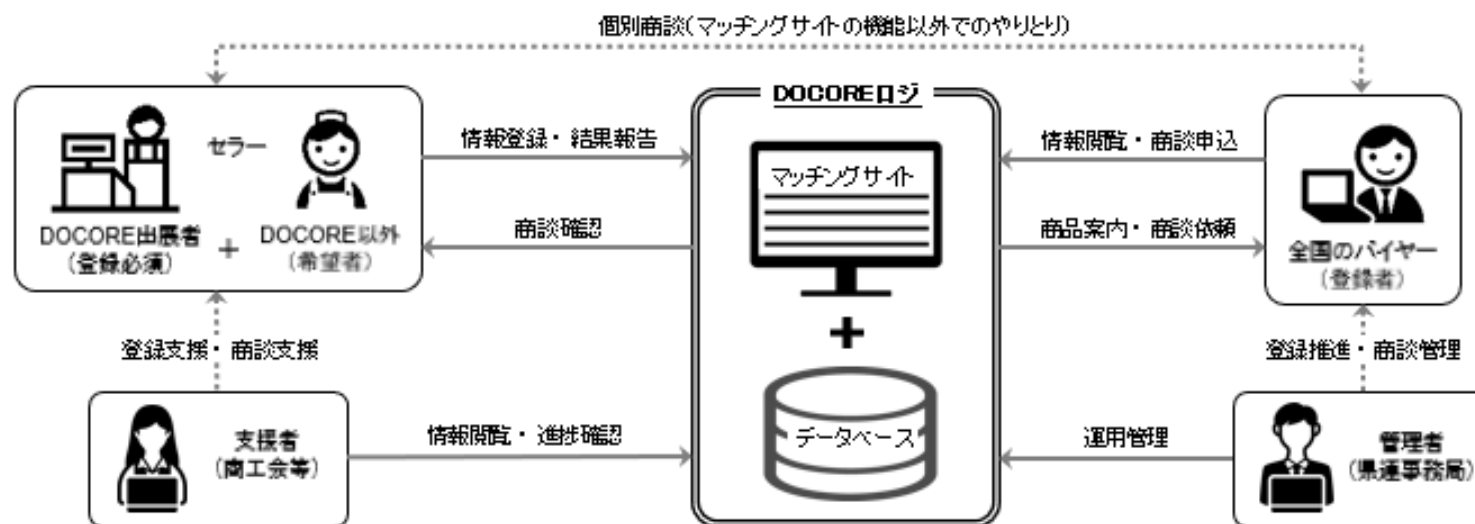 個別商談(マッチングサイトの機能以外でのやりとり)
DOCOREロジ
セラー
DOCORE出展者
(登録必須)
+
DOCORE以外
(希望者)
情報登録・結果報告
商談確認
マッチングサイト
+
データベース
情報閲覧・商談申込
商品案内・商談依頼
全国のバイヤー
(登録者)
登録支援・商談支援
登録推進・商談管理
支援者
(商工会等)
情報閲覧・進捗確認
運用管理
管理者
(県連事務局)